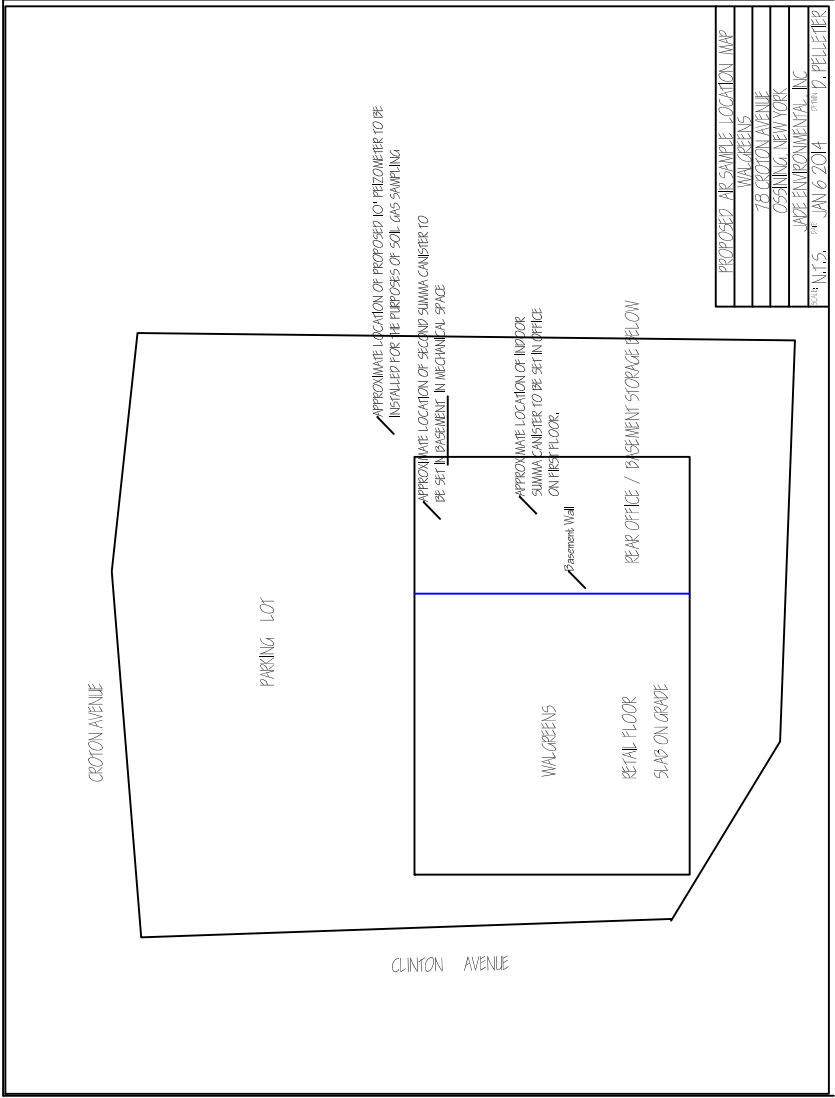 APPROXIMATE LOCATION OF PROPOSED 10' PEIZOMETER TO BE
INSTALLED FOR THE PURPOSES OF SOIL GAS SAMPLING
APPROXIMATE LOCATION OF SECOND SUMMA CANISTER TO
BE SET IN BASEMENT IN MECHANICAL SPACE
APPROXIMATE LOCATION OF INDOOR
SUMMA CANISTER TO BE SET IN OFFICE
ON FIRST FLOOR.
Basement Wall
REAR OFFICE / BASEMENT STORAGE BELOW
CROTON AVENUE
PARKING LOT
WALGREENS
RETAIL FLOOR
SLAB ON GRADE
CLINTON AVENUE
PROPOSED AIR SAMPLE LOCATION MAP
WALGREENS
78 CROTON AVENUE
OSSINING, NEW YORK
JADE ENVIRONMENTAL, INC
SCALE: N.T.S. DATE JAN 6 2014 DRWN D. PELLETIER